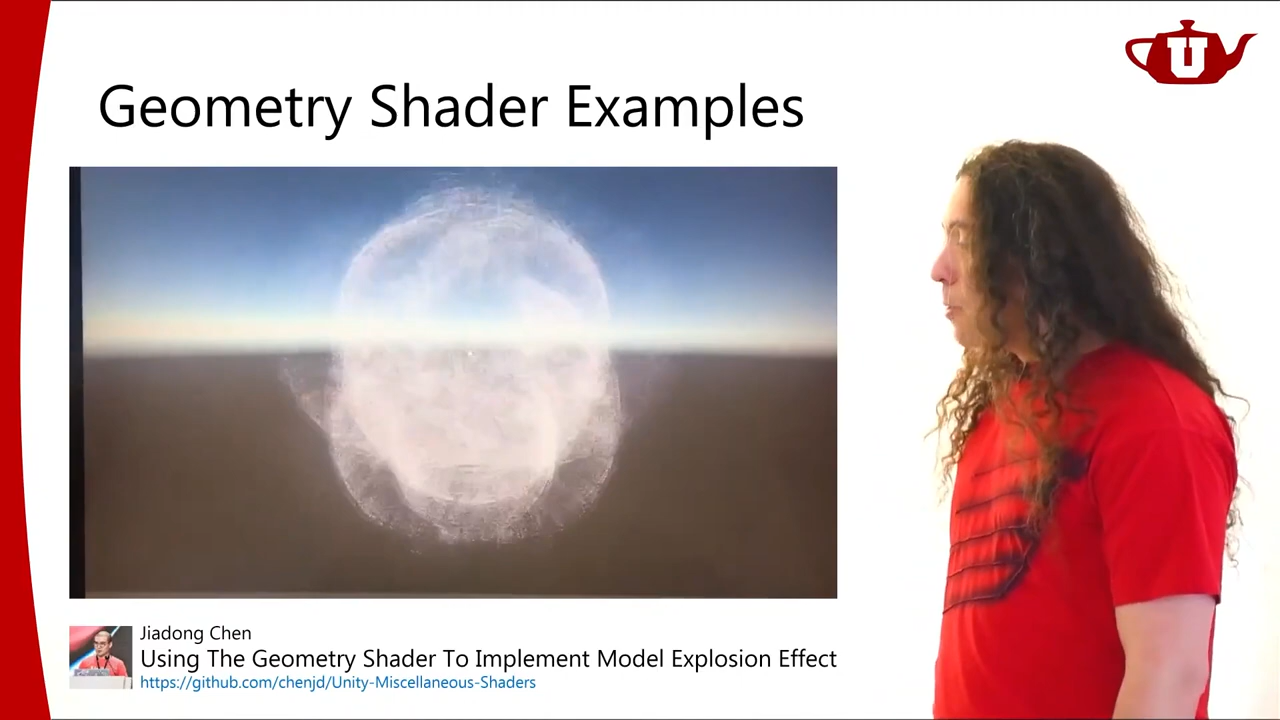 U
Geometry Shader Examples
Jiadong Chen
Using The Geometry Shader To Implement Model Explosion Effect
https://github.com/chenjd/Unity-Miscellaneous-Shaders